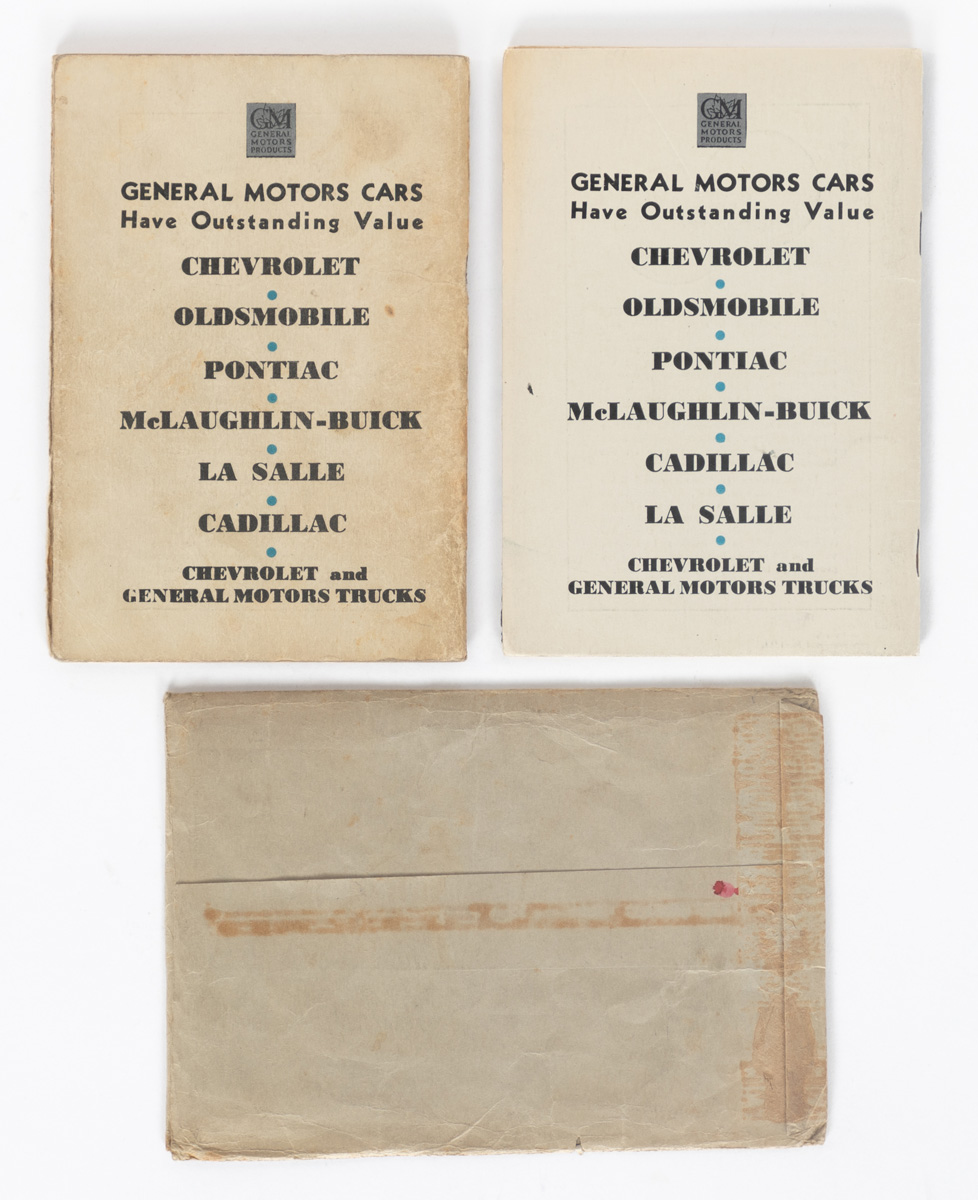 GM
GENERAL
MOTORS
PRODUCTS
GENERAL MOTORS CARS
Have Outstanding Value
CHEVROLET
OLDSMOBILE
PONTIAC
McLAUGHLIN-BUICK
LA SALLE
CADILLAC
CHEVROLET and
GENERAL MOTORS TRUCKS
GM
GENERAL
MOTORS
PRODUCTS
GENERAL MOTORS CARS
Have Outstanding Value
CHEVROLET
OLDSMOBILE
PONTIAC
McLAUGHLIN-BUICK
CADILLAC
LA SALLE
CHEVROLET and
GENERAL MOTORS TRUCKS